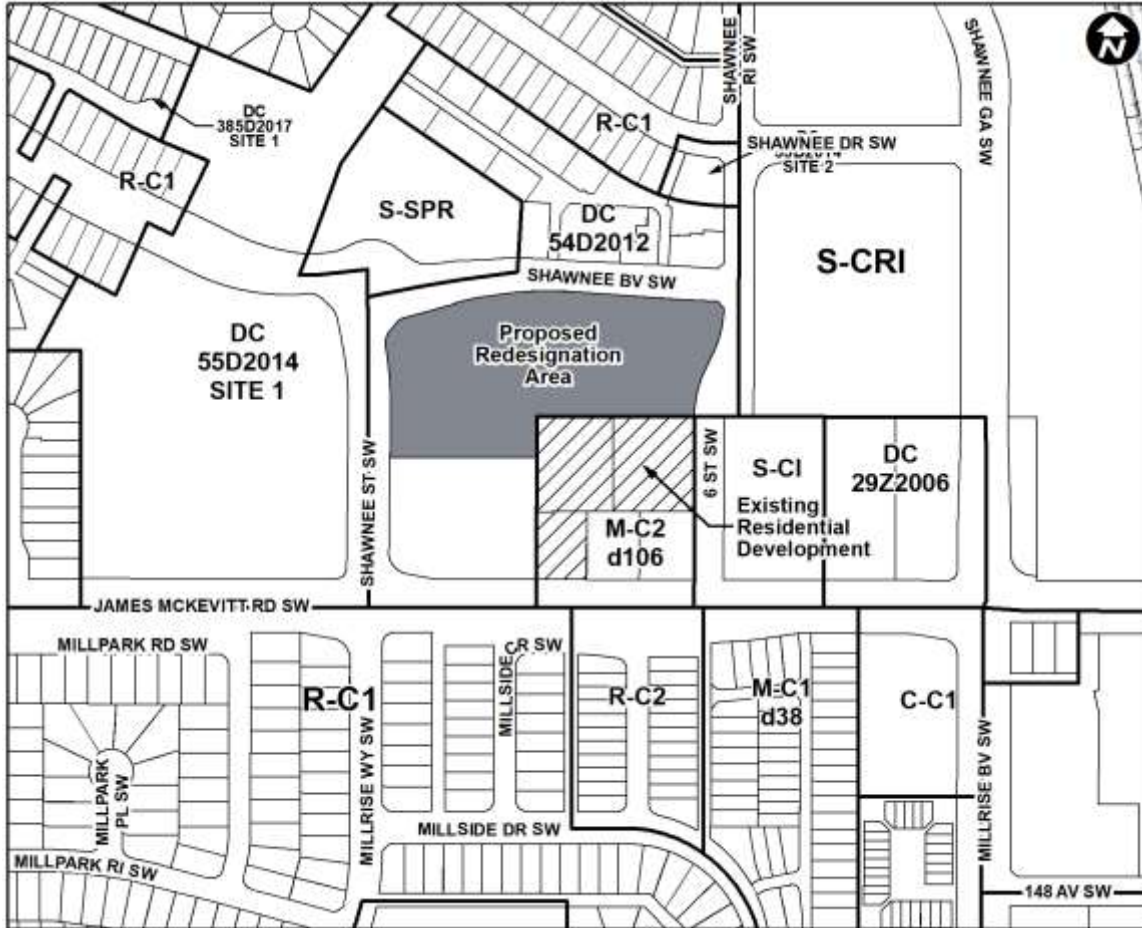 N
SHAWNEE RI SW
SHAWNEE GA SW
DC
385D2017
SITE 1
R-C1
SHAWNEE DR SW
SITE 2
R-C1
S-SPR
DC
54D2012
S-CRI
SHAWNEE BV SW
Proposed
Redesignation
Area
DC
55D2014
SITE 1
SHAWNEE ST SW
6 ST SW
S-CI
DC
29Z2006
Existing
Residential
Development
M-C2
d106
JAMES MCKEVITT RD SW
MILLPARK RD SW
MILLSIDE CR SW
R-C1
R-C2
M-C1
d38
C-C1
MILLPARK PL SW
MILLRISE WY SW
MILLRISE BV SW
MILLSIDE DR SW
MILLPARK RI SW
148 AV SW